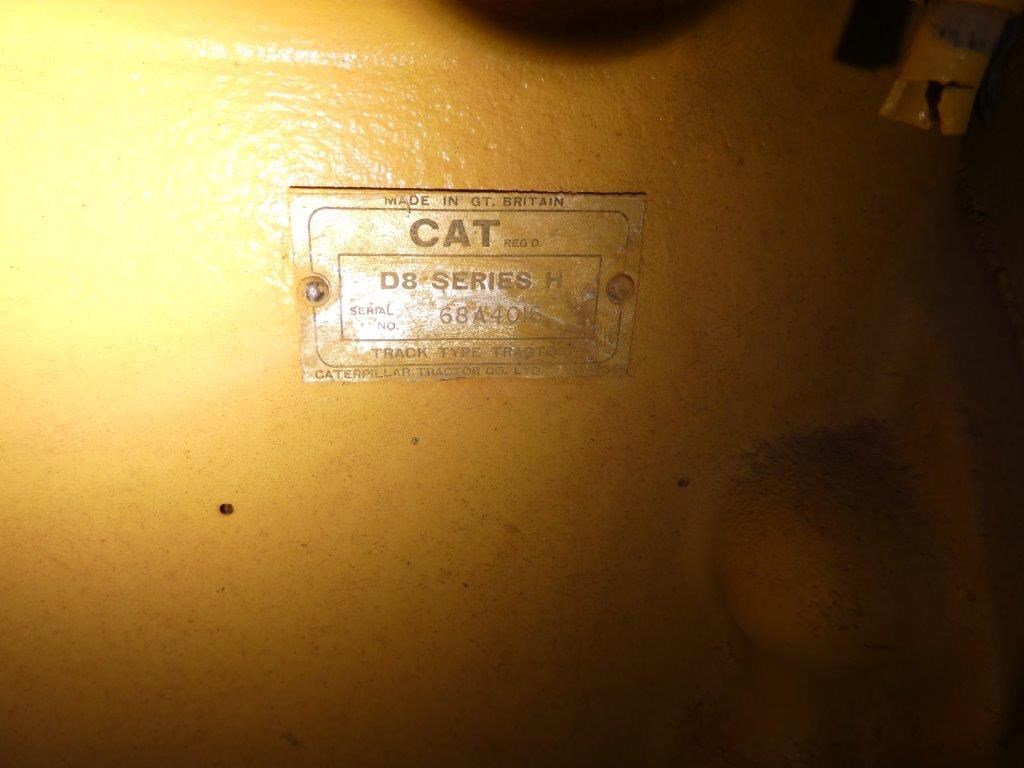 MADE IN GT. BRITAIN
CAT REG'D
D8 SERIES H
SERIAL NO. 68A4016
TRACK TYPE TRACTOR
CATERPILLAR TRACTOR CO. LTD.